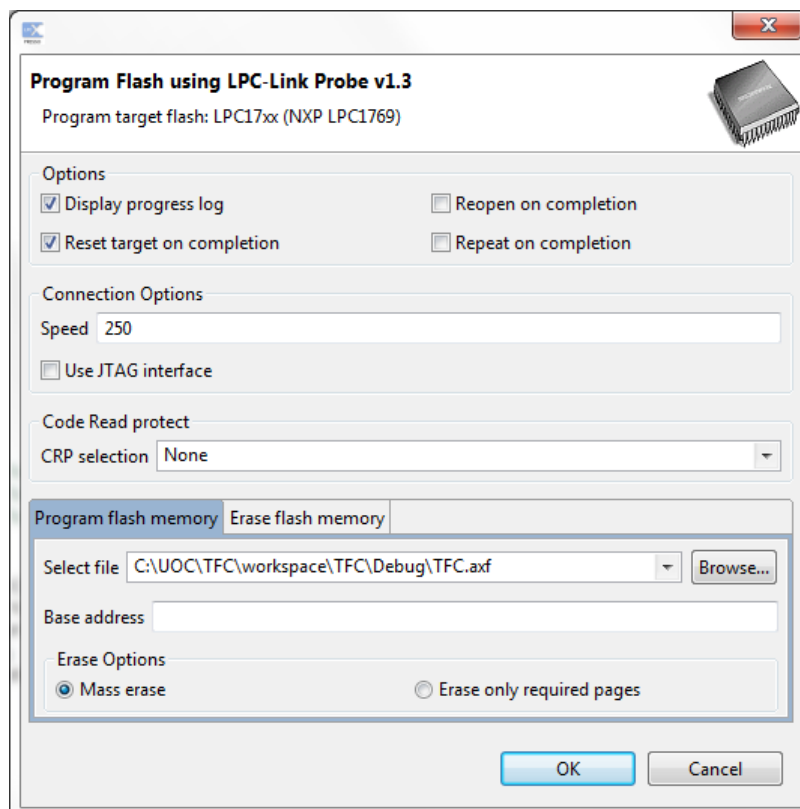 Program Flash using LPC-Link Probe v1.3
Program target flash: LPC17xx (NXP LPC1769)
Options
Display progress log
Reopen on completion
Reset target on completion
Repeat on completion
Connection Options
Speed 250
Use JTAG interface
Code Read protect
CRP selection None
Program flash memory Erase flash memory
Select file C:\UOC\TFC\workspace\TFC\Debug\TFC.axf Browse...
Base address
Erase Options
Mass erase
Erase only required pages
OK Cancel